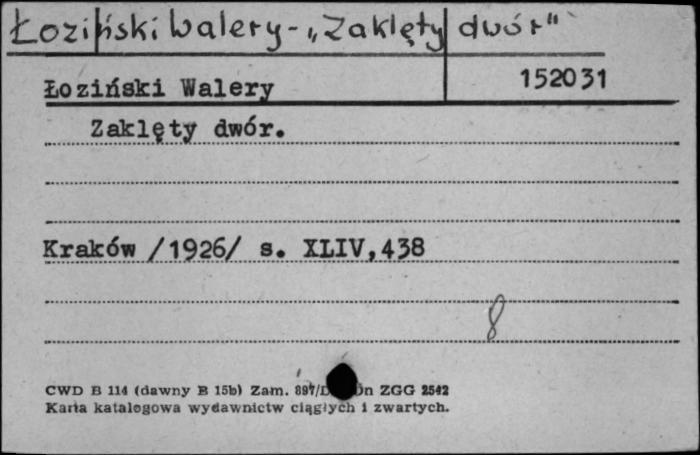 Łoziński Walery - „Zaklęty dwór"
Łoziński Walery 152031
Zaklęty dwór.
Kraków /1926/ s. XLIV,438
8
CWD B 114 (dawny B 15b) Zam. 897/ ZGG 2542
Karta katalogowa wydawnictw ciągłych i zwartych.